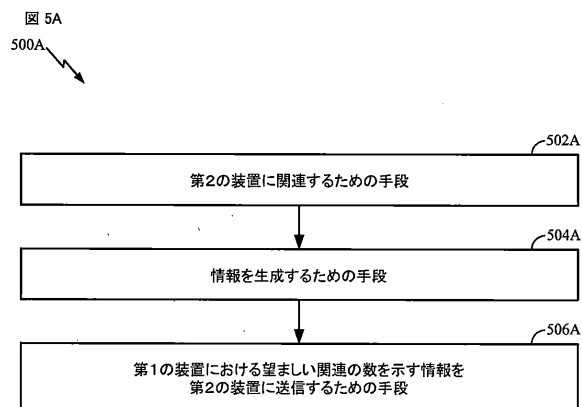 図 5A
500A
502A
第2の装置に関連するための手段
504A
情報を生成するための手段
506A
第1の装置における望ましい関連の数を示す情報を
第2の装置に送信するための手段